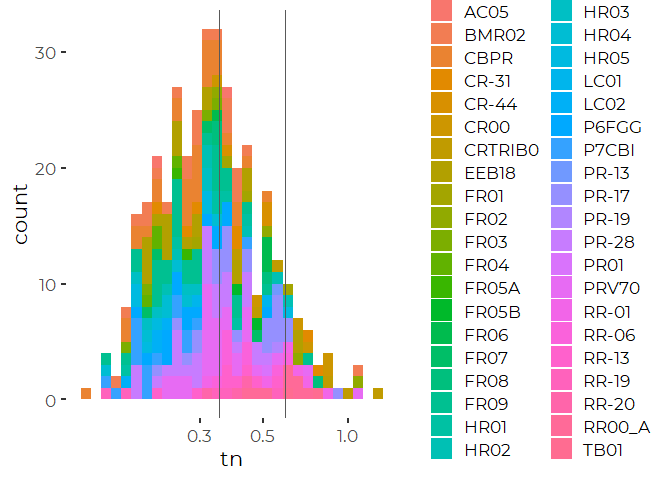 30
20
10
0
count
0.3 0.5 1.0
tn
AC05
BMR02
CBPR
CR-31
CR-44
CR00
CRTRIB0
EEB18
FR01
FR02
FR03
FR04
FR05A
FR05B
FR06
FR07
FR08
FR09
HR01
HR02
HR03
HR04
HR05
LC01
LC02
P6FGG
P7CBI
PR-13
PR-17
PR-19
PR-28
PR01
PRV70
RR-01
RR-06
RR-13
RR-19
RR-20
RR00_A
TB01